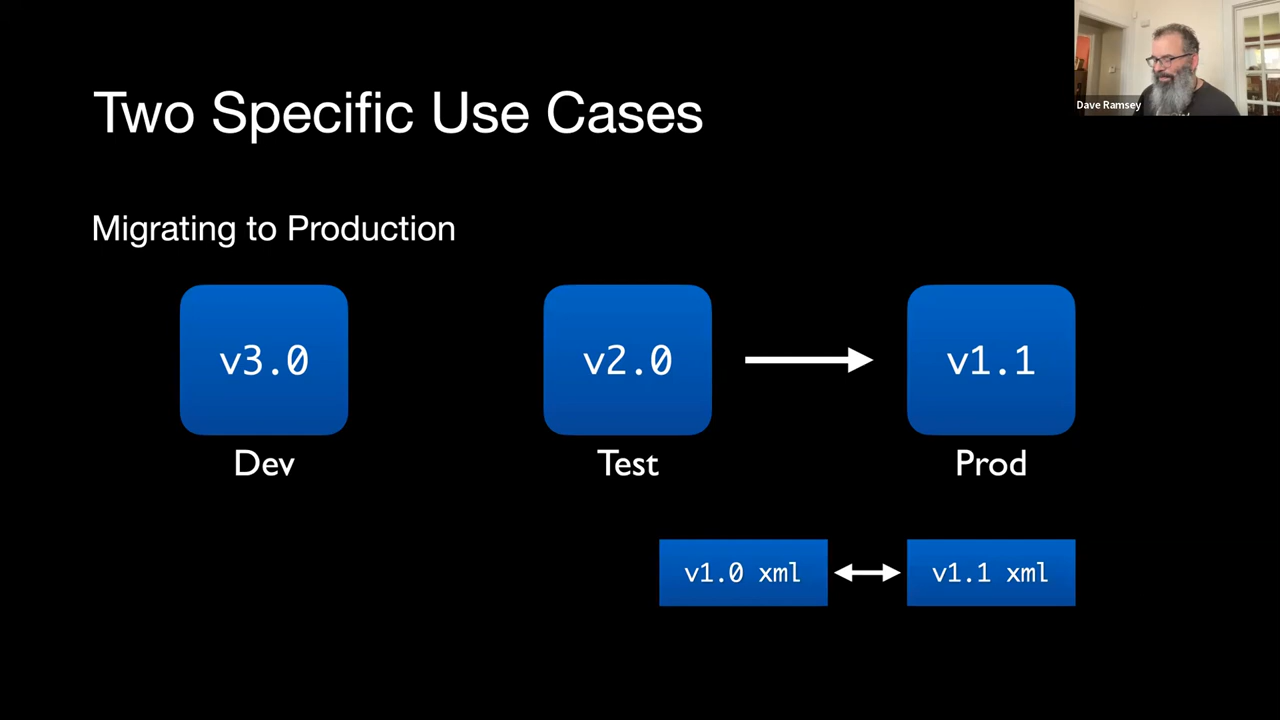 Two Specific Use Cases
Dave Ramsey
Migrating to Production
v3.0
v2.0
v1.1
Dev
Test
Prod
v1.0 xml
v1.1 xml